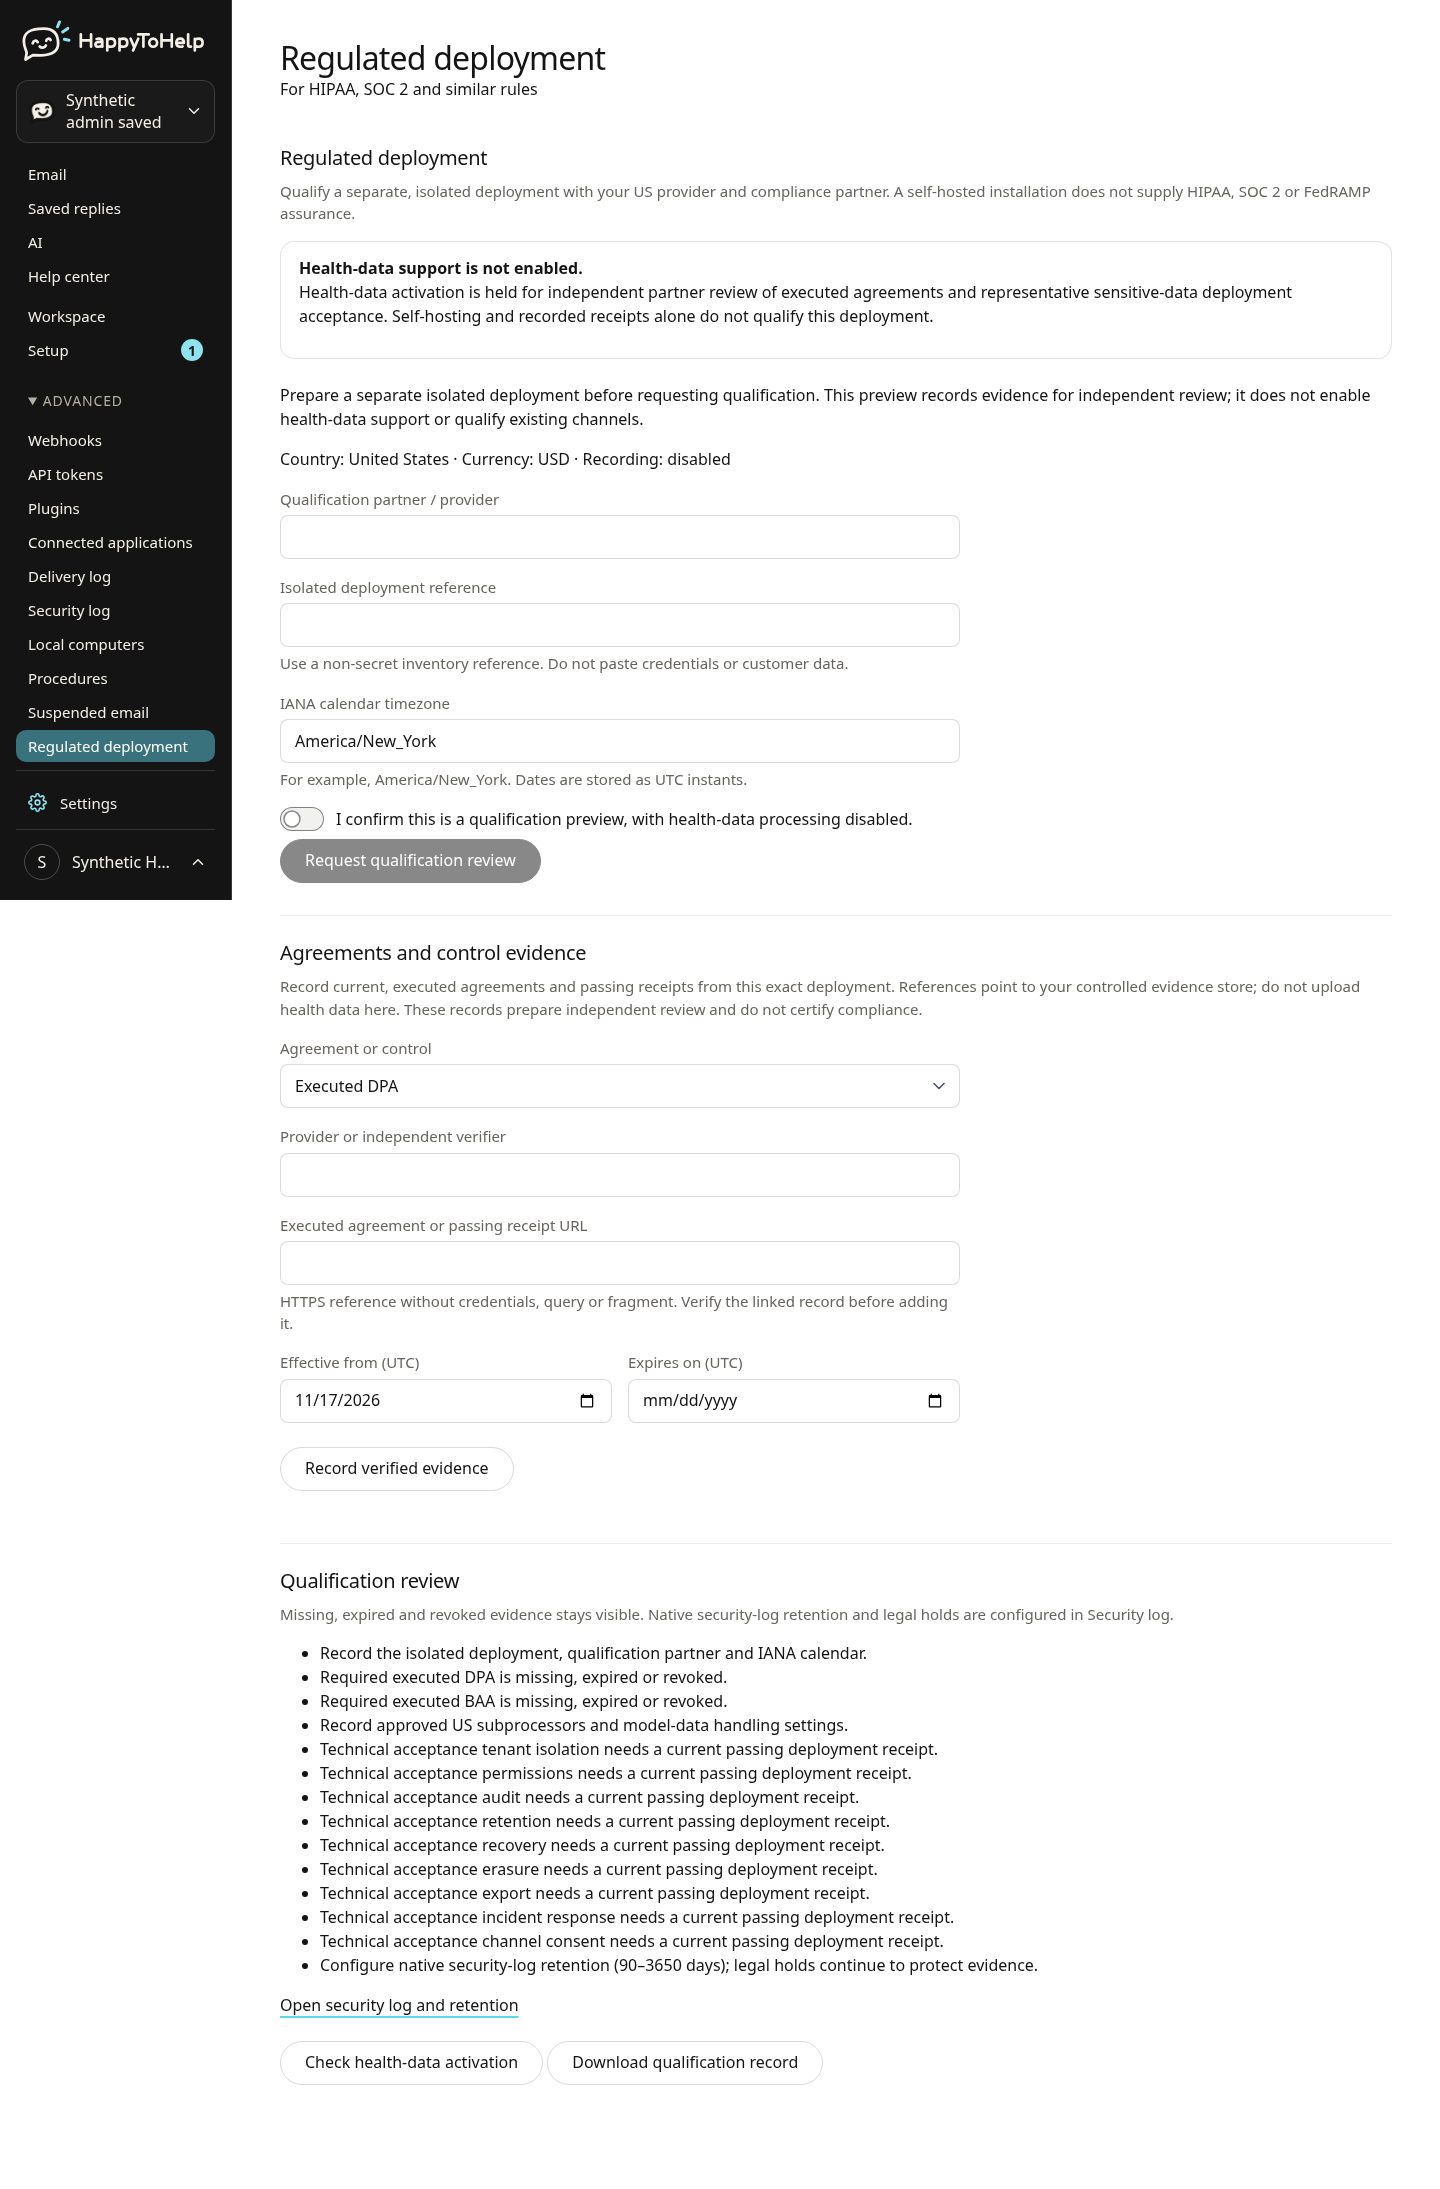 HappyToHelp
Synthetic
admin saved
Email
Saved replies
AI
Help center
Workspace
Setup
1
▼ ADVANCED
Webhooks
API tokens
Plugins
Connected applications
Delivery log
Security log
Local computers
Procedures
Suspended email
Regulated deployment
Settings
S
Synthetic H...
Regulated deployment
For HIPAA, SOC 2 and similar rules
Regulated deployment
Qualify a separate, isolated deployment with your US provider and compliance partner. A self-hosted installation does not supply HIPAA, SOC 2 or FedRAMP
assurance.
Health-data support is not enabled.
Health-data activation is held for independent partner review of executed agreements and representative sensitive-data deployment
acceptance. Self-hosting and recorded receipts alone do not qualify this deployment.
Prepare a separate isolated deployment before requesting qualification. This preview records evidence for independent review; it does not enable
health-data support or qualify existing channels.
Country: United States · Currency: USD · Recording: disabled
Qualification partner / provider
Isolated deployment reference
Use a non-secret inventory reference. Do not paste credentials or customer data.
IANA calendar timezone
America/New_York
For example, America/New_York. Dates are stored as UTC instants.
I confirm this is a qualification preview, with health-data processing disabled.
Request qualification review
Agreements and control evidence
Record current, executed agreements and passing receipts from this exact deployment. References point to your controlled evidence store; do not upload
health data here. These records prepare independent review and do not certify compliance.
Agreement or control
Executed DPA
Provider or independent verifier
Executed agreement or passing receipt URL
HTTPS reference without credentials, query or fragment. Verify the linked record before adding
it.
Effective from (UTC)
Expires on (UTC)
11/17/2026
mm/dd/yyyy
Record verified evidence
Qualification review
Missing, expired and revoked evidence stays visible. Native security-log retention and legal holds are configured in Security log.
• Record the isolated deployment, qualification partner and IANA calendar.
• Required executed DPA is missing, expired or revoked.
• Required executed BAA is missing, expired or revoked.
• Record approved US subprocessors and model-data handling settings.
• Technical acceptance tenant isolation needs a current passing deployment receipt.
• Technical acceptance permissions needs a current passing deployment receipt.
• Technical acceptance audit needs a current passing deployment receipt.
• Technical acceptance retention needs a current passing deployment receipt.
• Technical acceptance recovery needs a current passing deployment receipt.
• Technical acceptance erasure needs a current passing deployment receipt.
• Technical acceptance export needs a current passing deployment receipt.
• Technical acceptance incident response needs a current passing deployment receipt.
• Technical acceptance channel consent needs a current passing deployment receipt.
• Configure native security-log retention (90–3650 days); legal holds continue to protect evidence.
Open security log and retention
Check health-data activation
Download qualification record